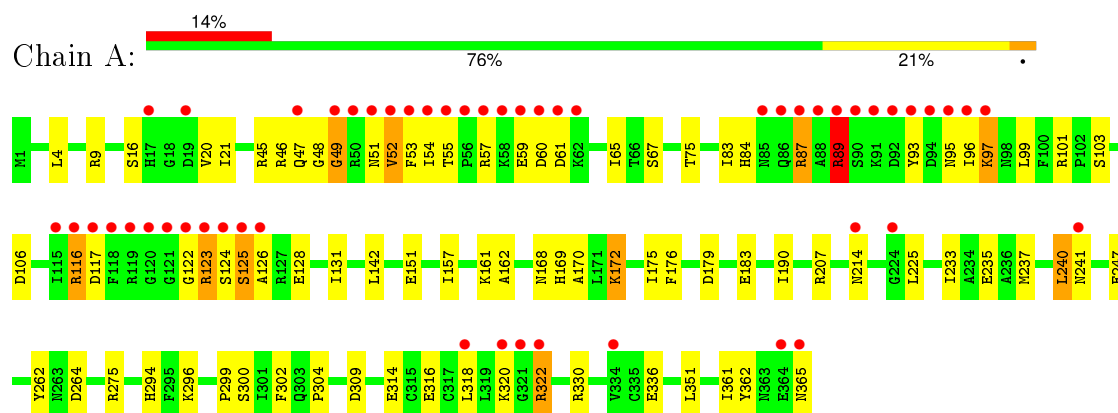 14%
Chain A:
76% 21% •
M1 L4 R9 S16 H17 G18 D19 V20 I21 R45 R46 Q47 G48 G49 R50 N51 V52 F53 I54 T55 P56 R57 K58 E59 D60 D61 K62 I65 T66 S67 T75 I83 H84 N85 Q86 R87 A88 R89 S90 K91 D92 Y93 D94 N95 I96 K97 N98 L99 F100 R101 P102 S103
D106 I115 R116 D117 F118 R119 G120 G121 G122 R123 S124 S125 A126 R127 E128 I131 L142 E151 I157 K161 A162 N168 H169 A170 L171 K172 I175 F176 D179 E183 I190 R207 N214 G224 L225 I233 A234 E235 A236 M237 L240 N241
Y262 N263 D264 R275 H294 F295 K296 P299 S300 I301 F302 Q303 P304 D309 E314 C315 E316 C317 L318 L319 K320 G321 R322 R330 V334 C335 E336 L351 I361 Y362 N363 E364 N365